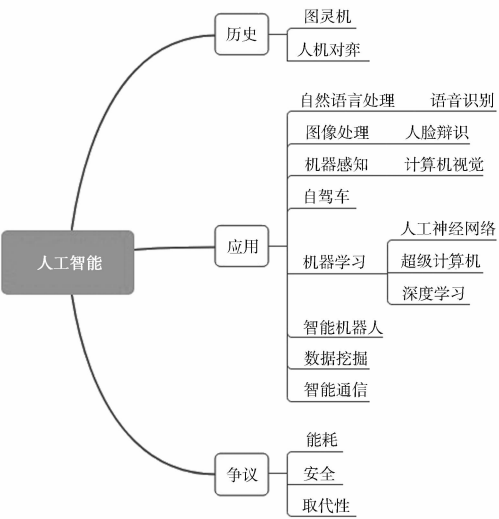 人工智能
历史
图灵机
人机对弈
应用
自然语言处理
语音识别
图像处理
人脸辩识
机器感知
计算机视觉
自驾车
机器学习
人工神经网络
超级计算机
深度学习
智能机器人
数据挖掘
智能通信
争议
能耗
安全
取代性